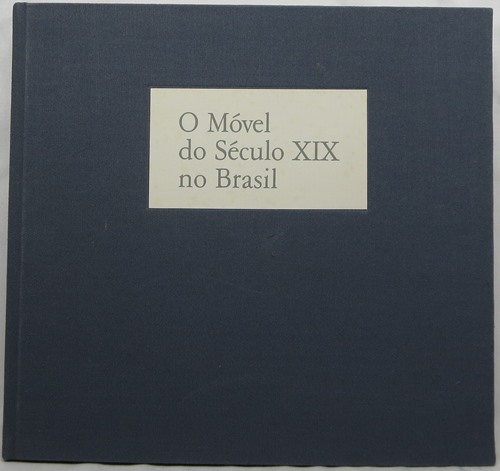 O Móvel
do Século XIX
no Brasil